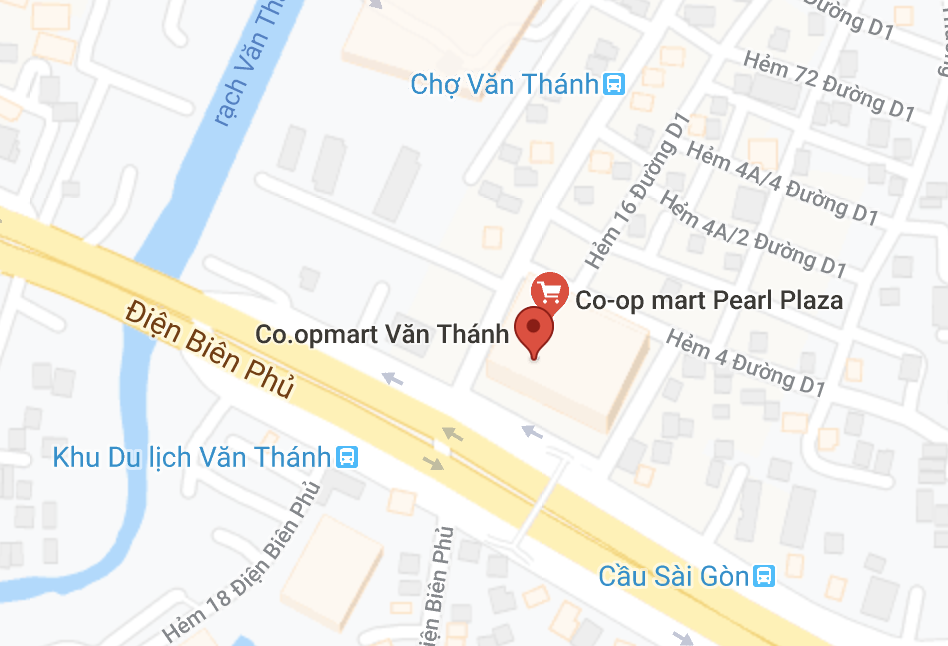 Đường D1
rạch Văn Thá
Chợ Văn Thánh
Hẻm 72 Đường D1
Hẻm 16 Đường D1
Hẻm 4A/4 Đường D1
Hẻm 4A/2 Đường D1
Co-op mart Pearl Plaza
Co.opmart Văn Thánh
Điện Biên Phủ
Hẻm 4 Đường D1
Khu Du lịch Văn Thánh
Hẻm 18 Điện Biên Phủ
iện Biên Phủ
Cầu Sài Gòn